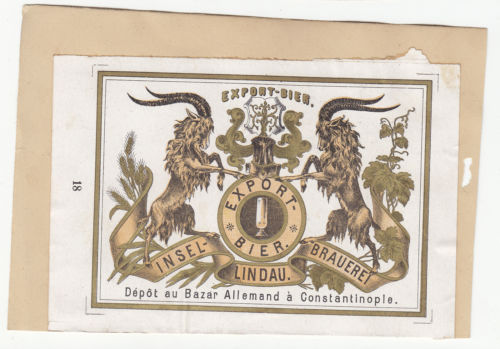 EXPORT-BIER.
EXPORT-
BIER.
INSEL-
LINDAU.
BRAUEREI
Dépôt au Bazar Allemand à Constantinople.
18